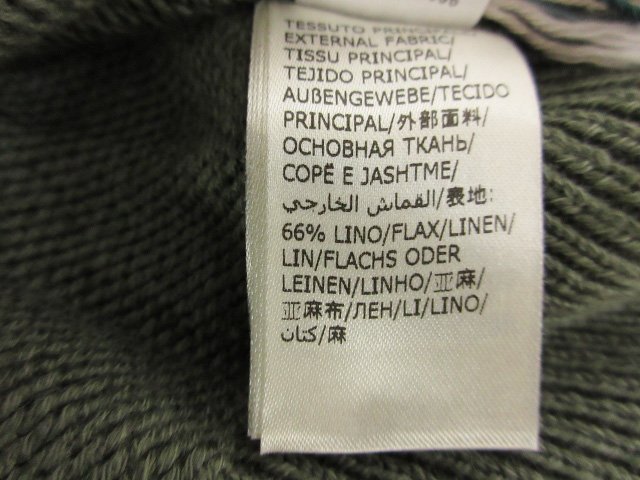 TESSUTO PRINCIPALE/
EXTERNAL FABRIC/
TISSU PRINCIPAL/
TEJIDO PRINCIPAL/
AUßENGEWEBE/TECIDO
PRINCIPAL/外部面料/
ОСНОВНАЯ ТКАНЬ/
COPË E JASHTME/
القماش الخارجي/表地:
66% LINO/FLAX/LINEN/
LIN/FLACHS ODER
LEINEN/LINHO/亚麻/
亚麻布/ЛЕН/LI/LINO/
كتان/麻